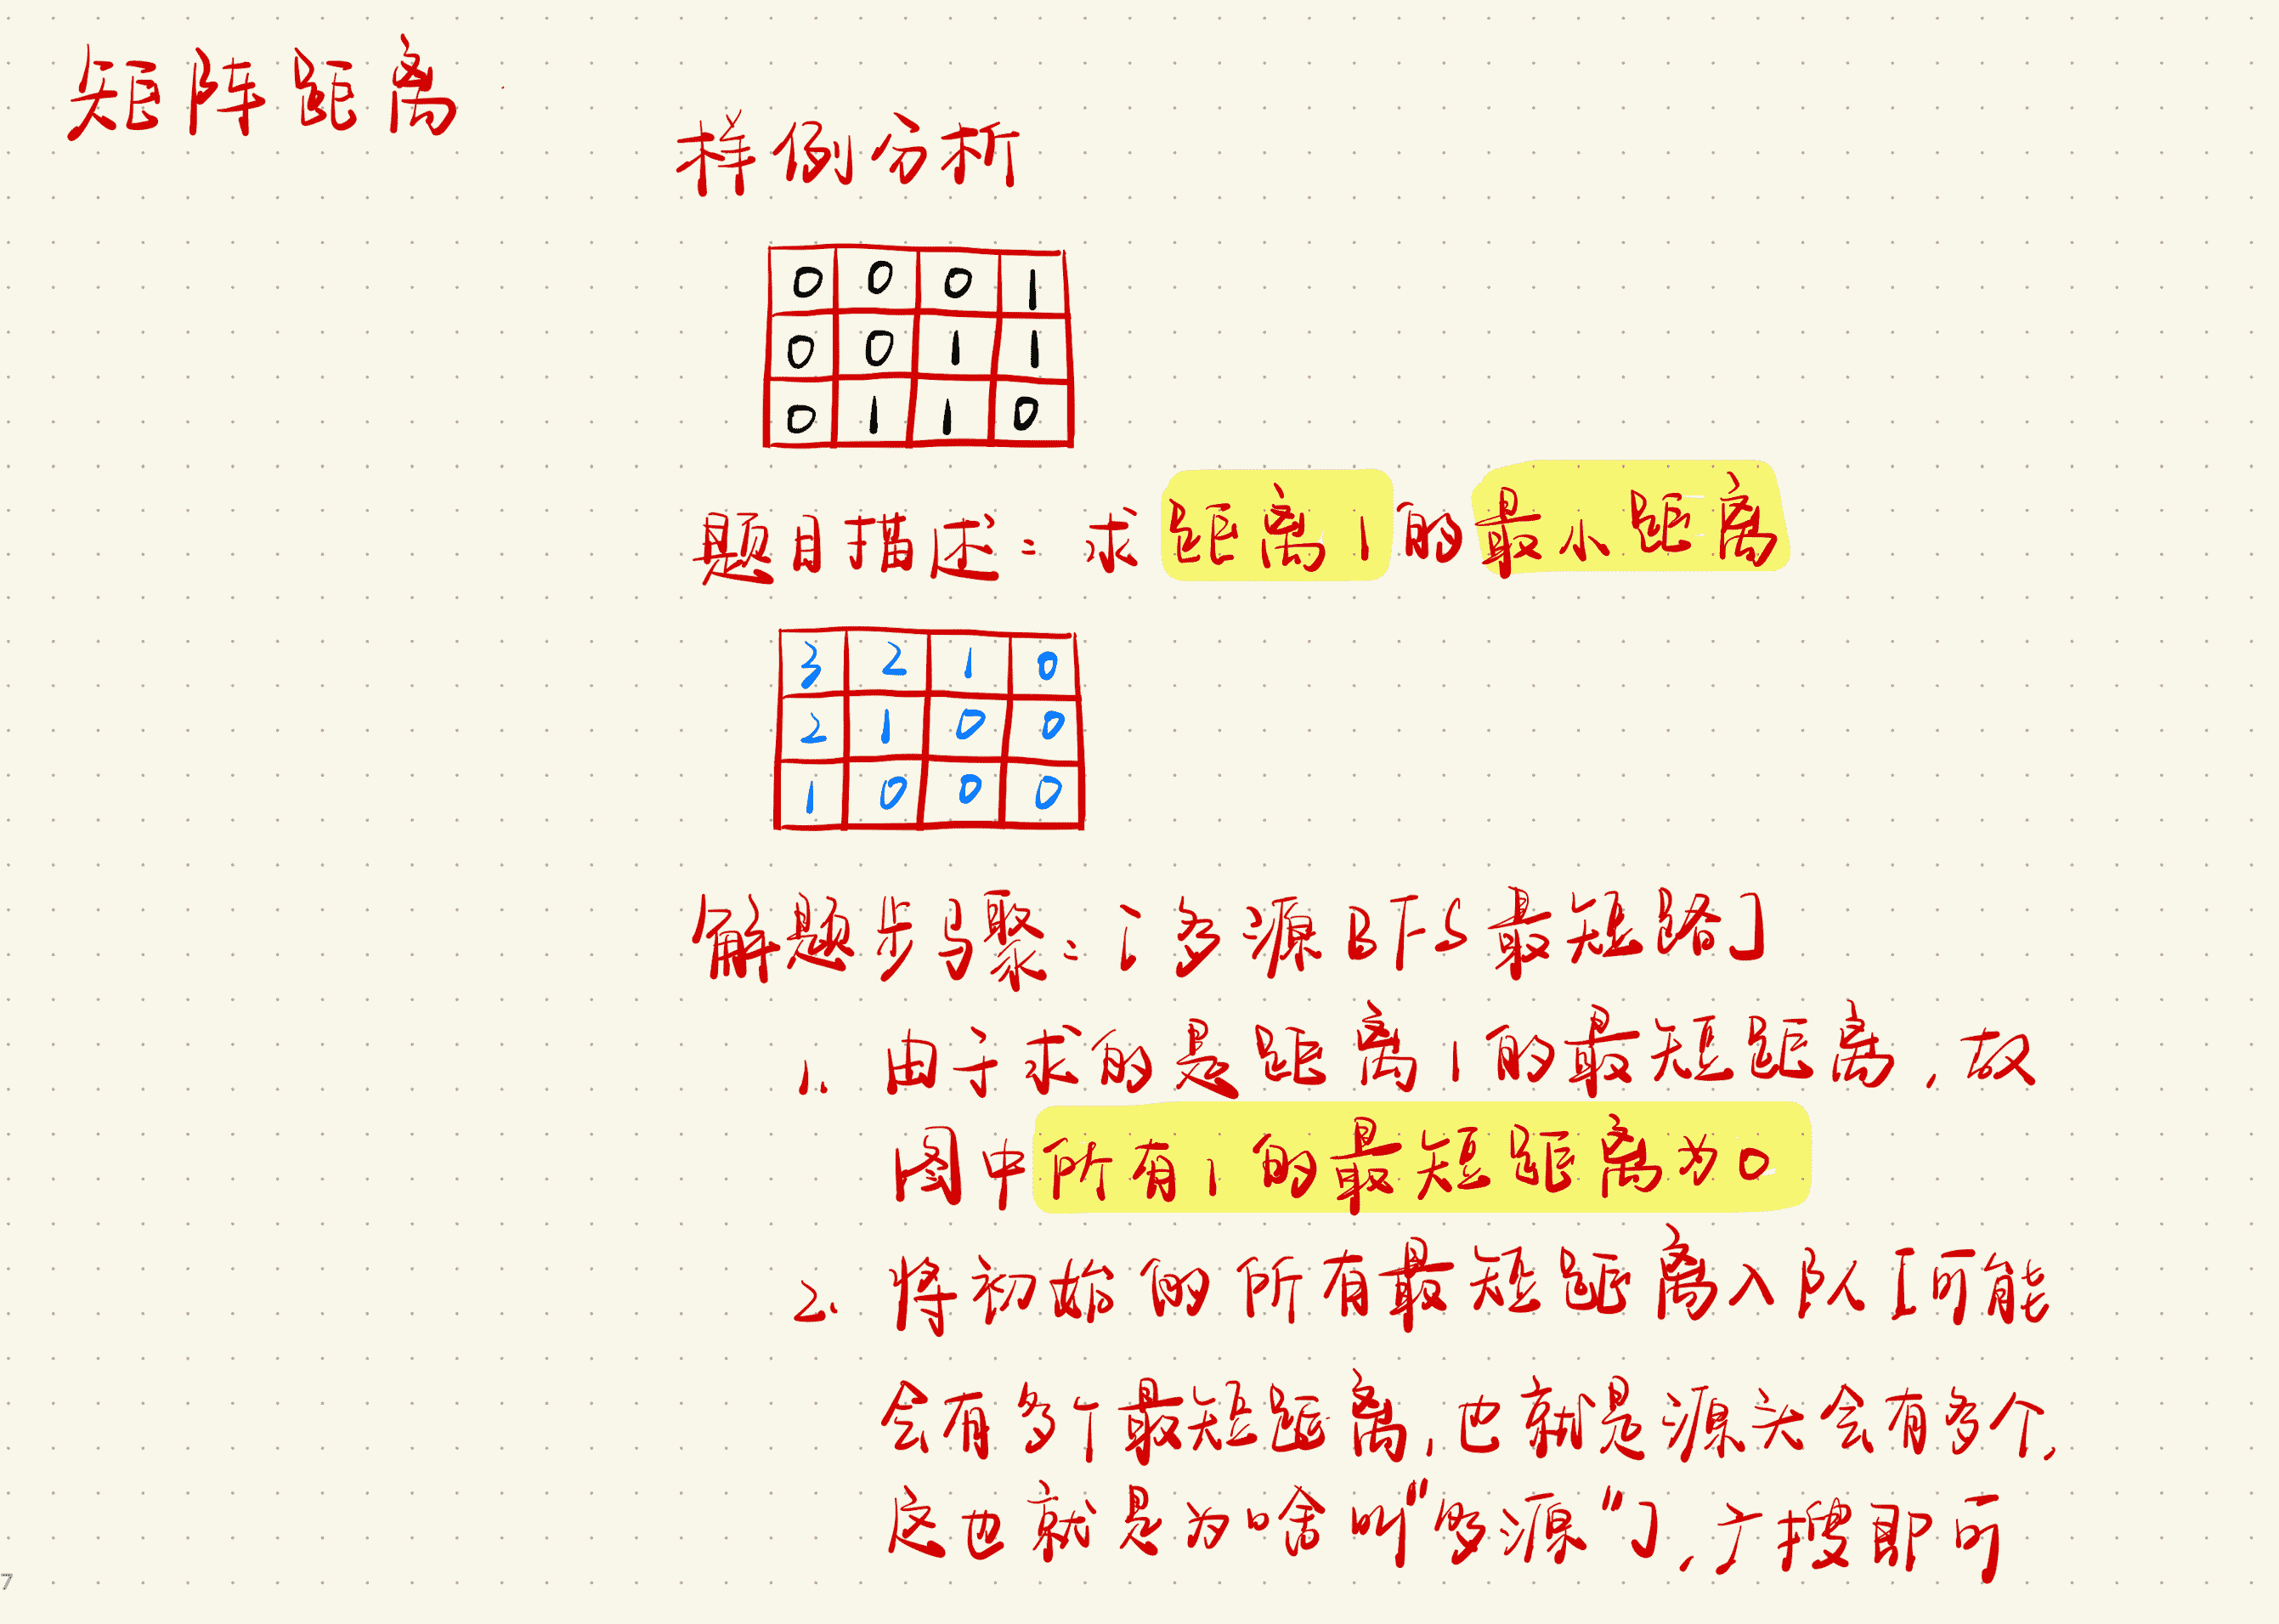 矩阵距离
样例分析
0 0 0 1
0 0 1 1
0 1 1 0
题目描述: 求距离1的最小距离
3 2 1 0
2 1 0 0
1 0 0 0
解题步骤: [多源BFS最短路]
1. 由于求的是距离1的最短距离, 故
图中所有1的最短距离为0
2. 将初始的所有最短距离入队[可能
会有多个最短距离, 也就是源头会有多个,
这也就是为啥叫"多源"], 广搜即可
7